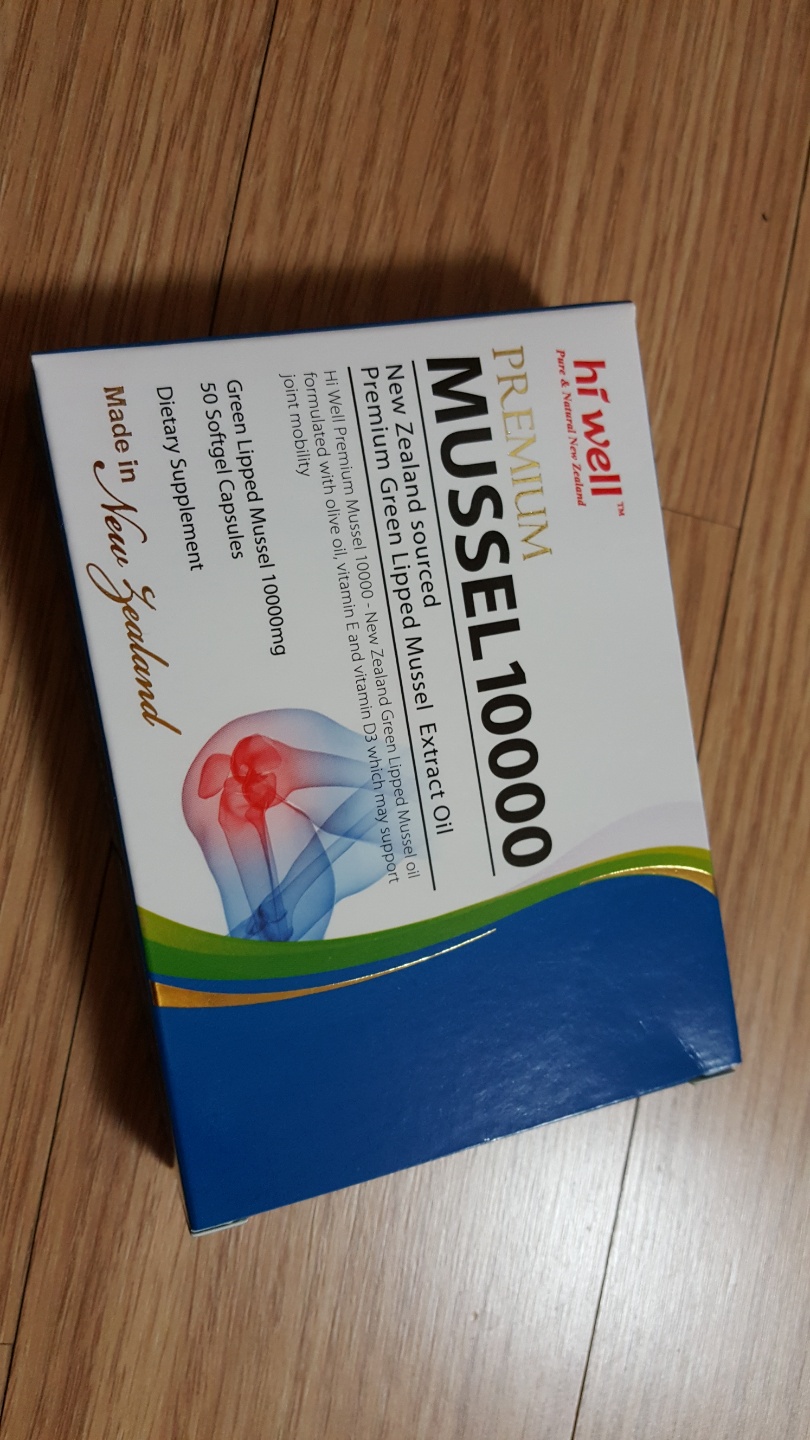 hi well™
Pure & Natural New Zealand
PREMIUM
MUSSEL 10000
New Zealand sourced
Premium Green Lipped Mussel Extract Oil
Hi Well Premium Mussel 10000 - New Zealand Green Lipped Mussel oil
formulated with olive oil, vitamin E and vitamin D3 which may support
joint mobility
Green Lipped Mussel 10000mg
50 Softgel Capsules
Dietary Supplement
Made in New Zealand